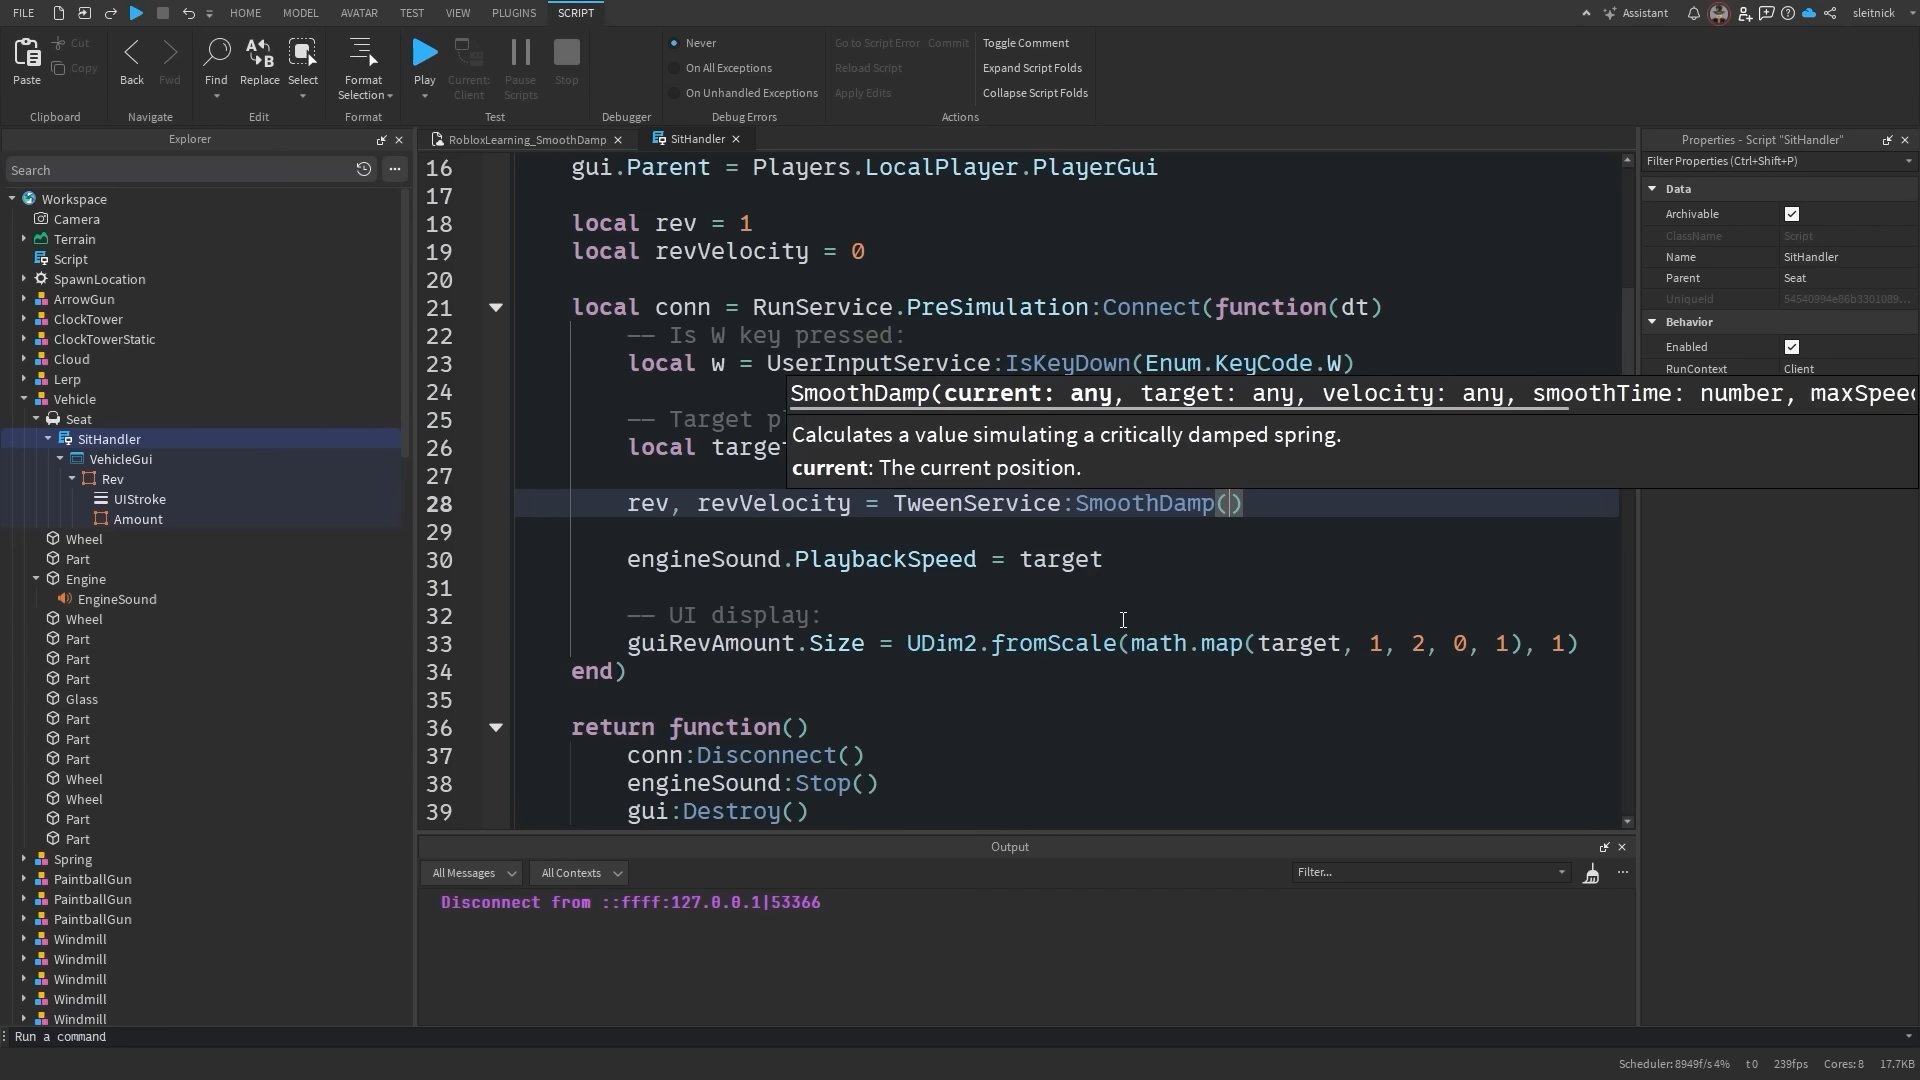 FILE HOME MODEL AVATAR TEST VIEW PLUGINS SCRIPT Assistant sleitnick
Paste Cut Copy Back Fwd Find Replace Select Format Selection Play Current: Client Pause Scripts Stop
Never
On All Exceptions
On Unhandled Exceptions
Go to Script Error Commit
Reload Script
Apply Edits
Toggle Comment
Expand Script Folds
Collapse Script Folds
Clipboard Navigate Edit Format Test Debugger Debug Errors Actions
Explorer
Search
Workspace
Camera
Terrain
Script
SpawnLocation
ArrowGun
ClockTower
ClockTowerStatic
Cloud
Lerp
Vehicle
Seat
SitHandler
VehicleGui
Rev
UIStroke
Amount
Wheel
Part
Engine
EngineSound
Wheel
Part
Part
Part
Glass
Part
Part
Part
Wheel
Wheel
Part
Part
Spring
PaintballGun
PaintballGun
PaintballGun
Windmill
Windmill
Windmill
Windmill
Windmill
RobloxLearning_SmoothDamp SitHandler
16 gui.Parent = Players.LocalPlayer.PlayerGui
17
18 local rev = 1
19 local revVelocity = 0
20
21 local conn = RunService.PreSimulation:Connect(function(dt)
22 -- Is W key pressed:
23 local w = UserInputService:IsKeyDown(Enum.KeyCode.W)
24
SmoothDamp(current: any, target: any, velocity: any, smoothTime: number, maxSpeed
25 -- Target p
Calculates a value simulating a critically damped spring.
26 local target
current: The current position.
27
28 rev, revVelocity = TweenService:SmoothDamp()
29
30 engineSound.PlaybackSpeed = target
31
32 -- UI display:
33 guiRevAmount.Size = UDim2.fromScale(math.map(target, 1, 2, 0, 1), 1)
34 end)
35
36 return function()
37 conn:Disconnect()
38 engineSound:Stop()
39 gui:Destroy()
Output
All Messages All Contexts Filter...
Disconnect from ::ffff:127.0.0.1|53366
Properties - Script "SitHandler"
Filter Properties (Ctrl+Shift+P)
Data
Archivable
ClassName Script
Name SitHandler
Parent Seat
UniqueId 54540994e86b3301089...
Behavior
Enabled
RunContext Client
Run a command
Scheduler: 8949f/s 4% t 0 239fps Cores: 8 17.7KB